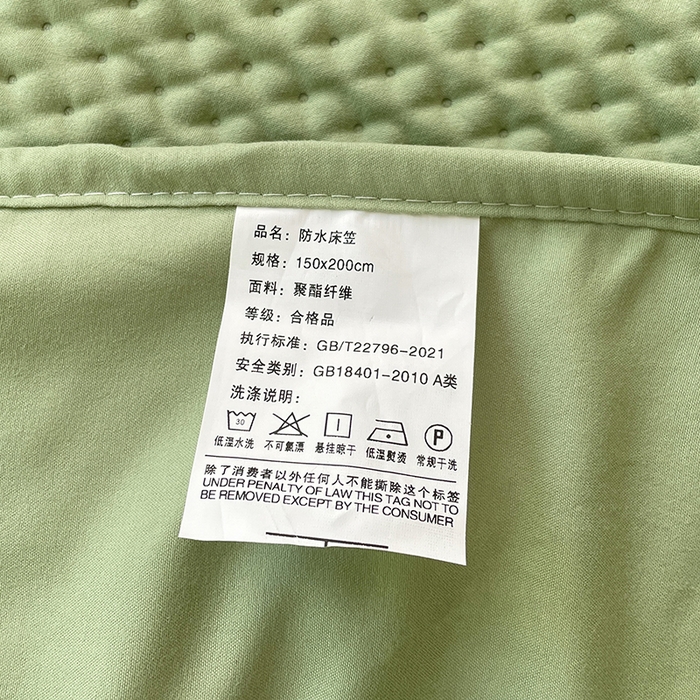 品名: 防水床笠
规格: 150x200cm
面料: 聚酯纤维
等级: 合格品
执行标准: GB/T22796-2021
安全类别: GB18401-2010 A类
洗涤说明:
30 P
低温水洗 不可氯漂 悬挂晾干 低温熨烫 常规干洗
除了消费者以外任何人不能撕除这个标签
UNDER PENALTY OF LAW THIS TAG NOT TO
BE REMOVED EXCEPT BY THE CONSUMER